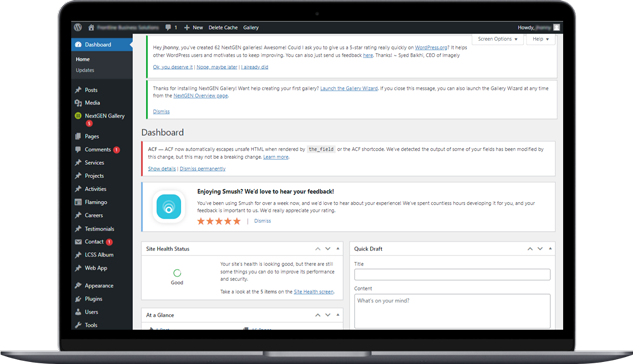 1 New Delete Cache Gallery Howdy,
Screen Options Help
Dashboard
Home
Updates
Posts
Media
NextGEN Gallery
5
Pages
Comments 1
Services
Projects
Activities
Flamingo
Careers
Testimonials
Contact 1
LCSS Album
Web App
Appearance
Plugins
Users
Tools
Hey Jhonny, you've created 62 NextGEN galleries! Awesome! Could I ask you to give us a 5-star rating really quickly on WordPress.org? It helps
other WordPress users and motivates us to keep improving. You can also send us feedback here. Thanks! ~ Syed Balkhi, CEO of Imagely
Ok, you deserve it | Nope, maybe later | I already did
Thanks for installing NextGEN Gallery! Want help creating your first gallery? Launch the Gallery Wizard. If you close this message, you can also launch the Gallery Wizard at any time
from the NextGEN Overview page.
Dismiss
Dashboard
ACF — ACF now automatically escapes unsafe HTML when rendered by the_field or the ACF shortcode. We've detected the output of some of your fields has been modified by
this change, but this may not be a breaking change. Learn more.
Show details | Dismiss permanently
Enjoying Smush? We'd love to hear your feedback!
You've been using Smush for over a week now, and we'd love to hear about your experience! We've spent countless hours developing it for you, and your
feedback is important to us. We'd really appreciate your rating.
| Dismiss
Site Health Status
Good
Your site's health is looking good, but there are still
some things you can do to improve its performance
and security.
Take a look at the 5 items on the Site Health screen.
At a Glance
Quick Draft
Title
Content
What's on your mind?